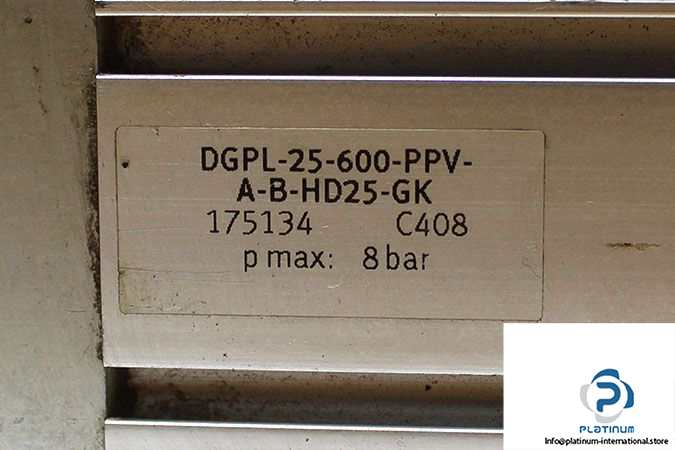 DGPL-25-600-PPV-
A-B-HD25-GK
175134 C408
p max: 8 bar
PLATINUM
Info@platinum-international.store